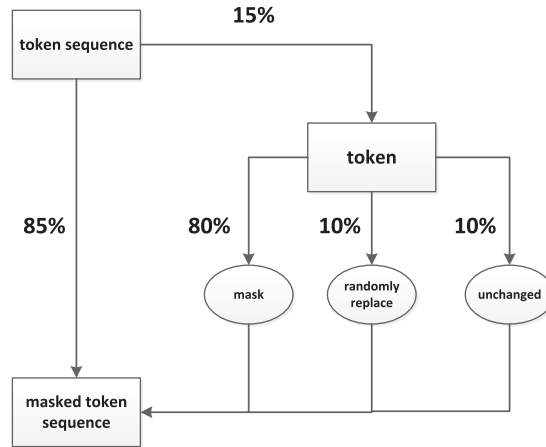 15%
token sequence
token
85%
80%
10%
10%
mask
randomly
replace
unchanged
masked token
sequence